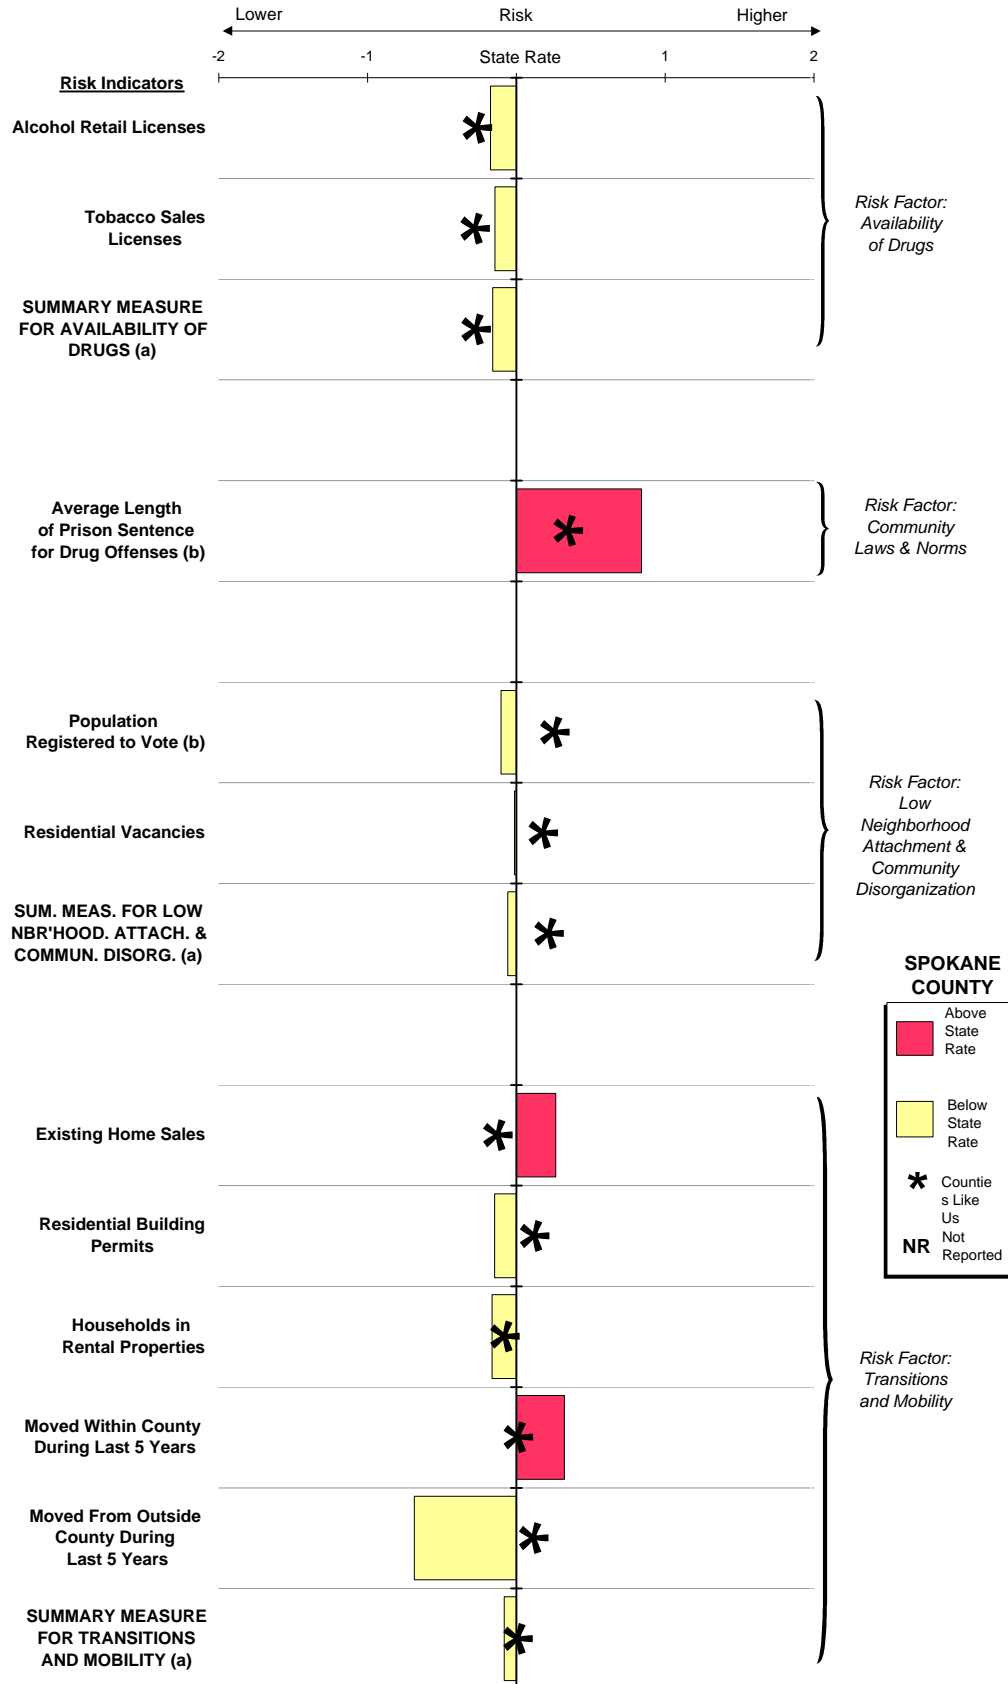 Lower Risk Higher
-2 -1 State Rate 1 2
Risk Indicators
Alcohol Retail Licenses
Tobacco Sales
Licenses
SUMMARY MEASURE
FOR AVAILABILITY OF
DRUGS (a)
Risk Factor:
Availability
of Drugs
Average Length
of Prison Sentence
for Drug Offenses (b)
Risk Factor:
Community
Laws & Norms
Population
Registered to Vote (b)
Residential Vacancies
SUM. MEAS. FOR LOW
NBR'HOOD. ATTACH. &
COMMUN. DISORG. (a)
Risk Factor:
Low
Neighborhood
Attachment &
Community
Disorganization
SPOKANE
COUNTY
Above
State
Rate
Below
State
Rate
* Countie
s Like
Us
NR Not
Reported
Existing Home Sales
Residential Building
Permits
Households in
Rental Properties
Moved Within County
During Last 5 Years
Moved From Outside
County During
Last 5 Years
SUMMARY MEASURE
FOR TRANSITIONS
AND MOBILITY (a)
Risk Factor:
Transitions
and Mobility